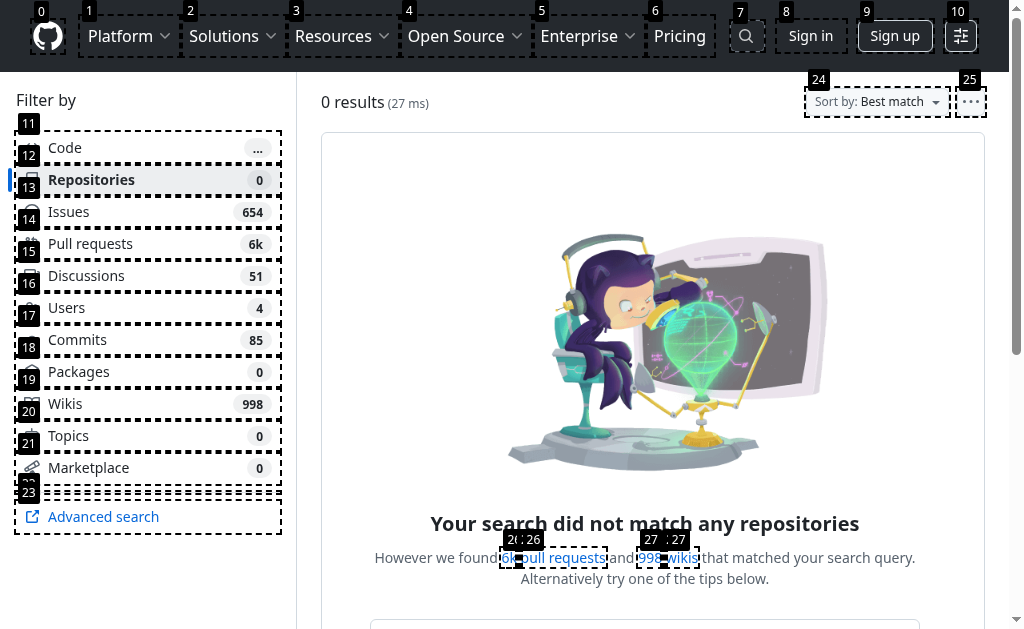 0 1 2 3 4 5 6 7 8 9 10
Platform Solutions Resources Open Source Enterprise Pricing Sign in Sign up
Filter by
11
Code ...
12
Repositories 0
13
Issues 654
14
Pull requests 6k
15
Discussions 51
16
Users 4
17
Commits 85
18
Packages 0
19
Wikis 998
20
Topics 0
21
Marketplace 0
23
Advanced search
24 25
0 results (27 ms)
Sort by: Best match
Your search did not match any repositories
26 26 27 27
However we found 6k pull requests and 998 wikis that matched your search query.
Alternatively try one of the tips below.